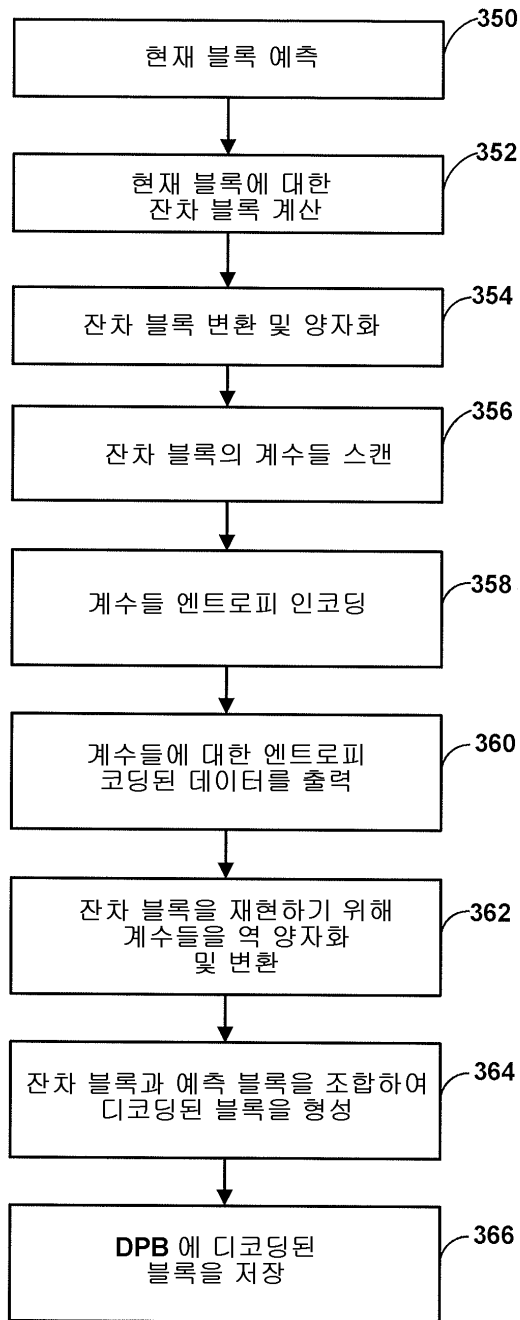 350
현재 블록 예측
352
현재 블록에 대한
잔차 블록 계산
354
잔차 블록 변환 및 양자화
356
잔차 블록의 계수들 스캔
358
계수들 엔트로피 인코딩
360
계수들에 대한 엔트로피
코딩된 데이터를 출력
362
잔차 블록을 재현하기 위해
계수들을 역 양자화
및 변환
364
잔차 블록과 예측 블록을 조합하여
디코딩된 블록을 형성
366
DPB 에 디코딩된
블록을 저장